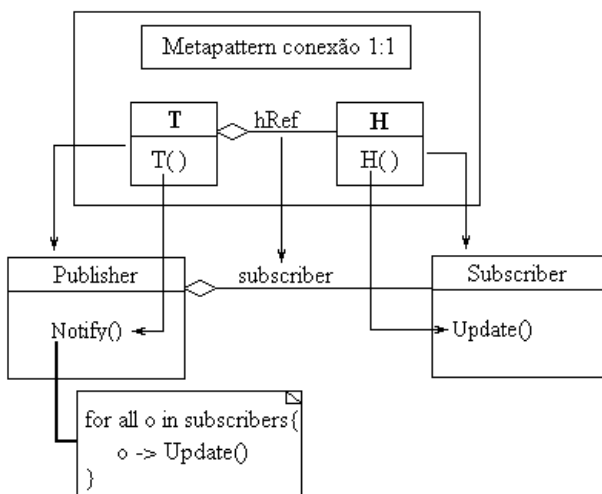 Metapattern conexão 1:1
T
hRef
H
T()
H()
Publisher
subscriber
Subscriber
Notify()
Update()
for all o in subscribers{
o -> Update()
}